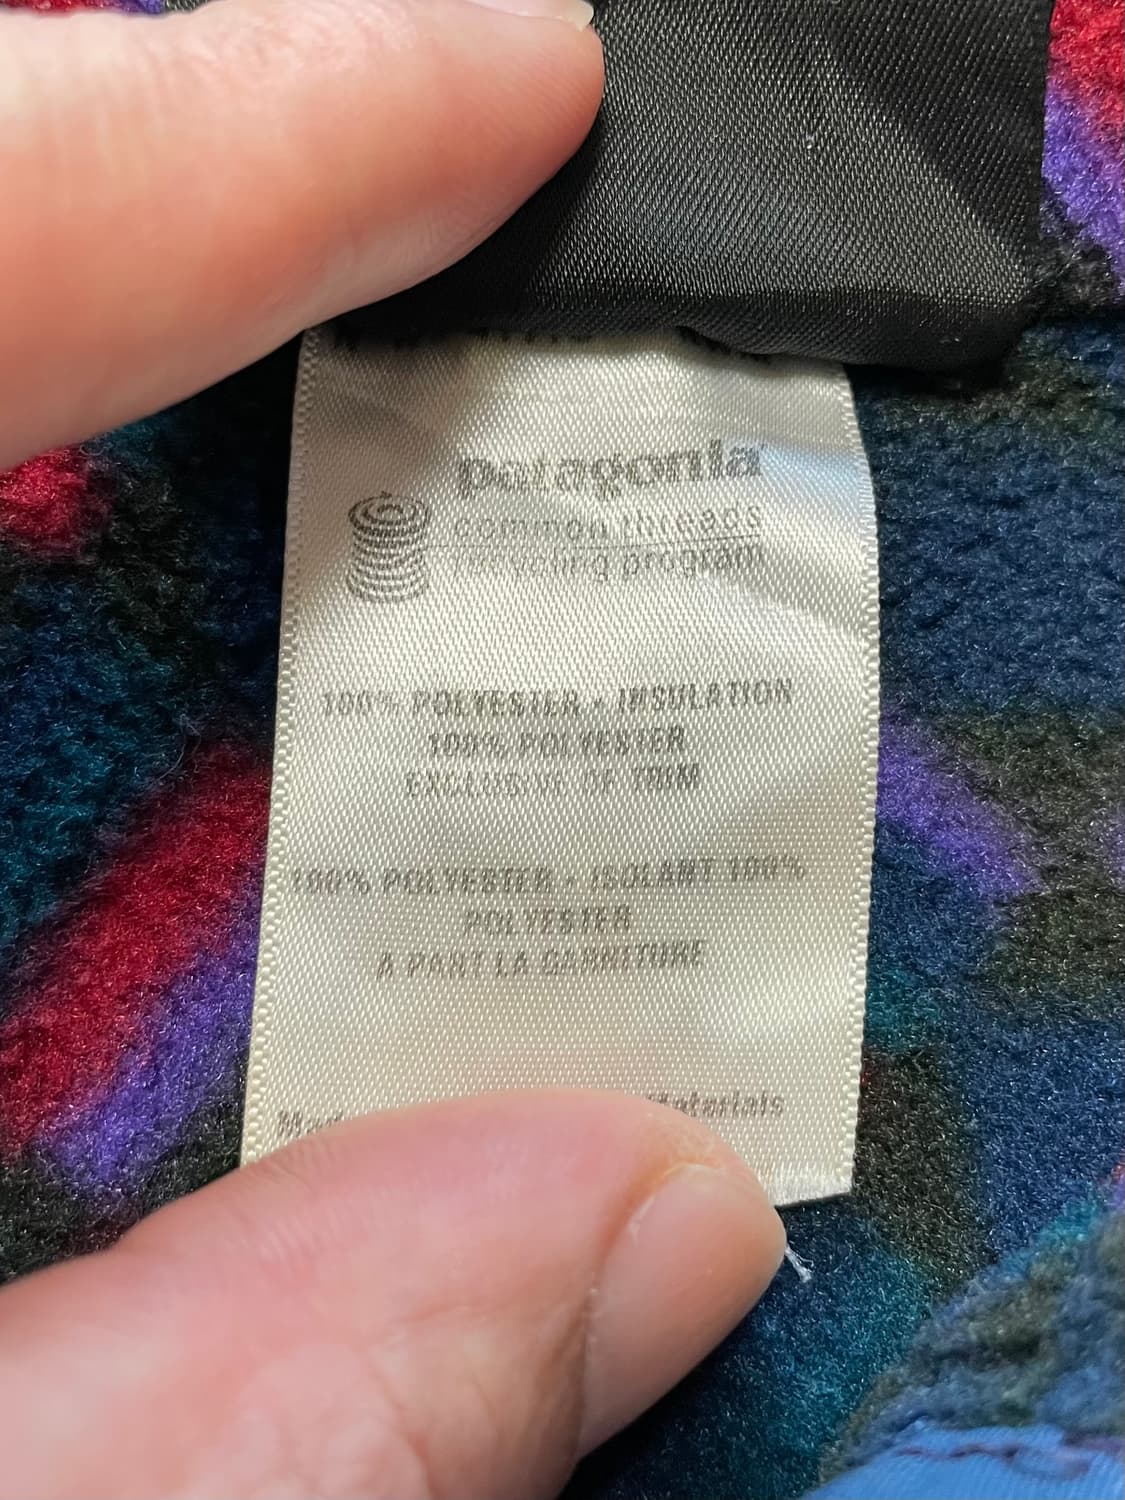 patagonia
common threads
recycling program
100% POLYESTER - INSULATION
100% POLYESTER
EXCLUSIVE OF TRIM
100% POLYESTER - ISOLANT 100%
POLYESTER
A PART LA GARNITURE
Materials